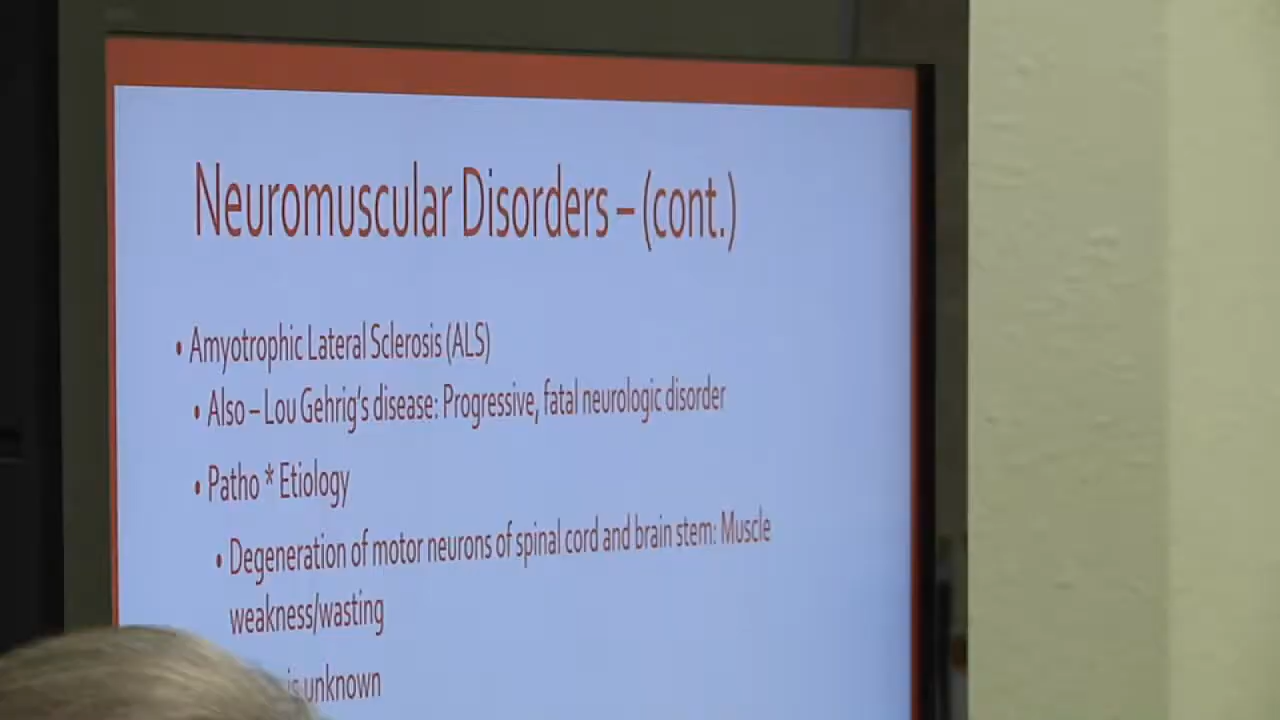 Neuromuscular Disorders – (cont.)
• Amyotrophic Lateral Sclerosis (ALS)
• Also – Lou Gehrig's disease: Progressive, fatal neurologic disorder
• Patho * Etiology
• Degeneration of motor neurons of spinal cord and brain stem: Muscle
weakness/wasting
is unknown